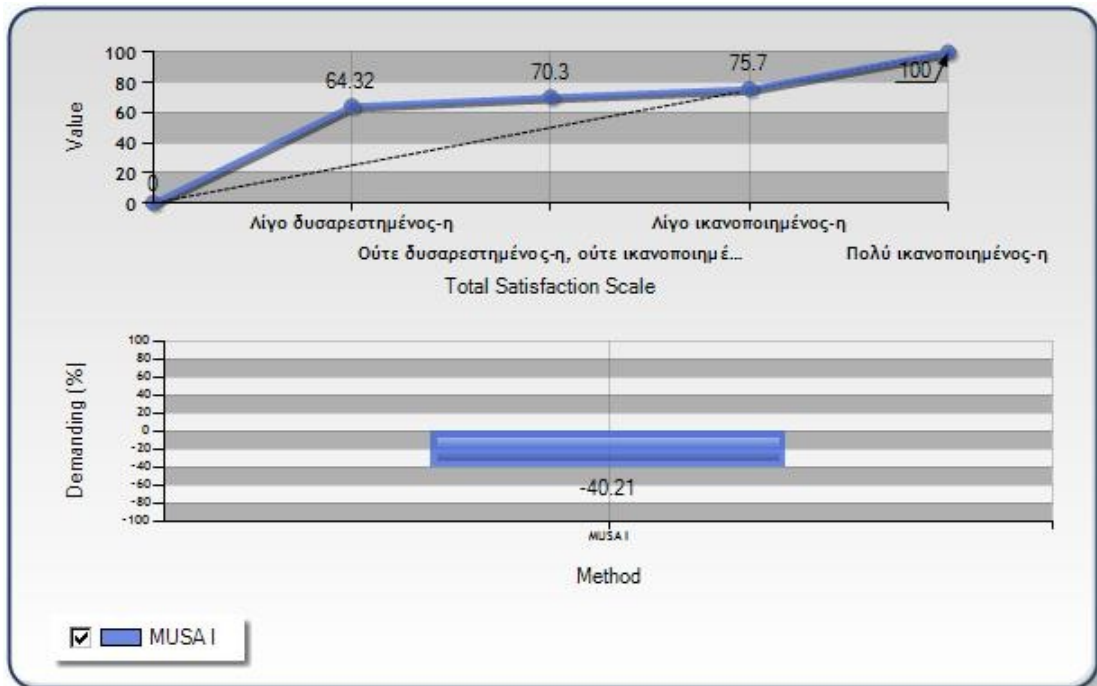 100
80
60
40
20
0
Value
0
64.32
70.3
75.7
100
Λίγο δυσαρεστημένος-η
Λίγο ικανοποιημένος-η
Ούτε δυσαρεστημένος-η, ούτε ικανοποιημέ...
Πολύ ικανοποιημένος-η
Total Satisfaction Scale
100
80
60
40
20
0
-20
-40
-60
-80
-100
Demanding (%)
-40.21
MUSA I
Method
MUSA I